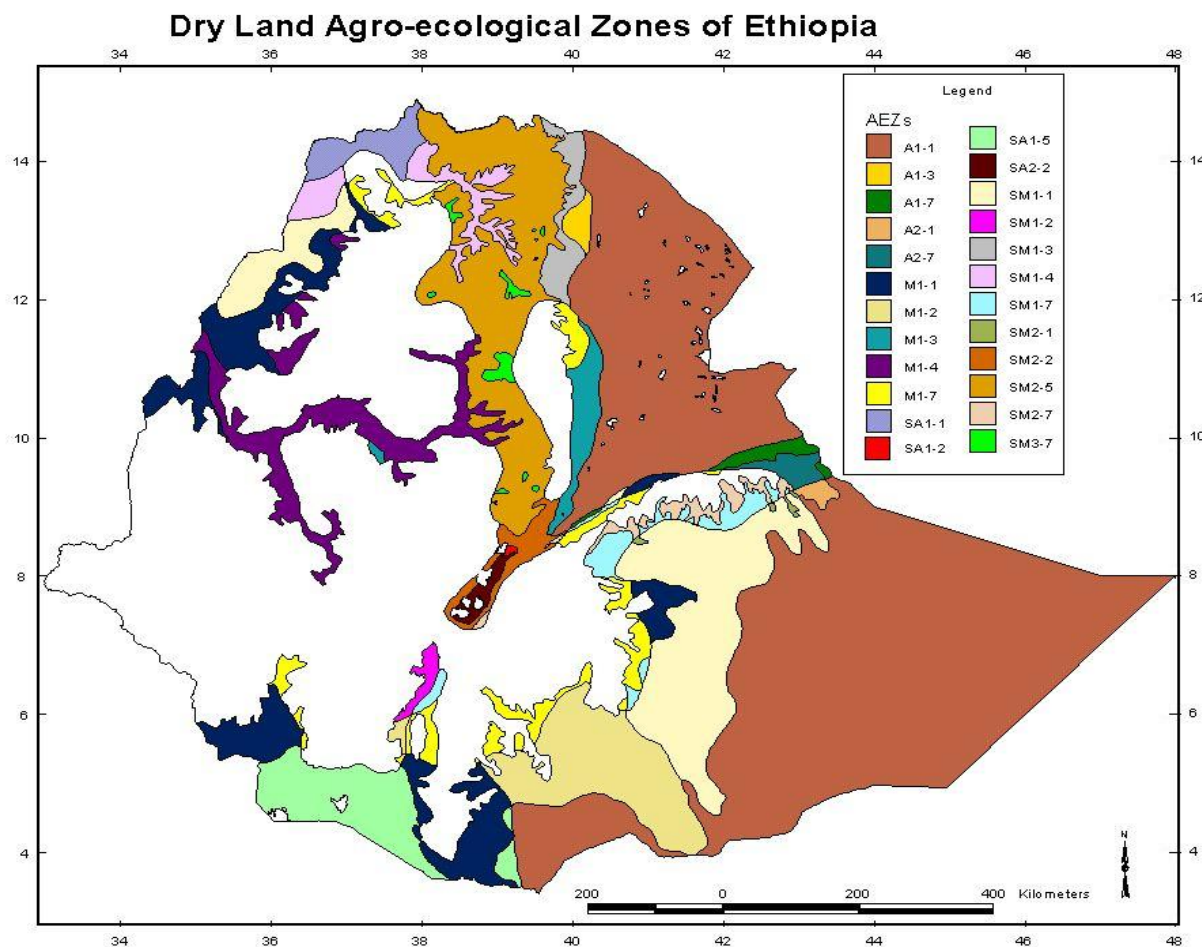 Dry Land Agro-ecological Zones of Ethiopia
34 36 38 40 42 44 46 48
Legend
AEZs
A1-1
A1-3
A1-7
A2-1
A2-7
M1-1
M1-2
M1-3
M1-4
M1-7
SA1-1
SA1-2
SA1-5
SA2-2
SM1-1
SM1-2
SM1-3
SM1-4
SM1-7
SM2-1
SM2-2
SM2-5
SM2-7
SM3-7
14 14
12 12
10 10
8 8
6 6
4 4
N
200 0 200 400 Kilometers
34 36 38 40 42 44 46 48